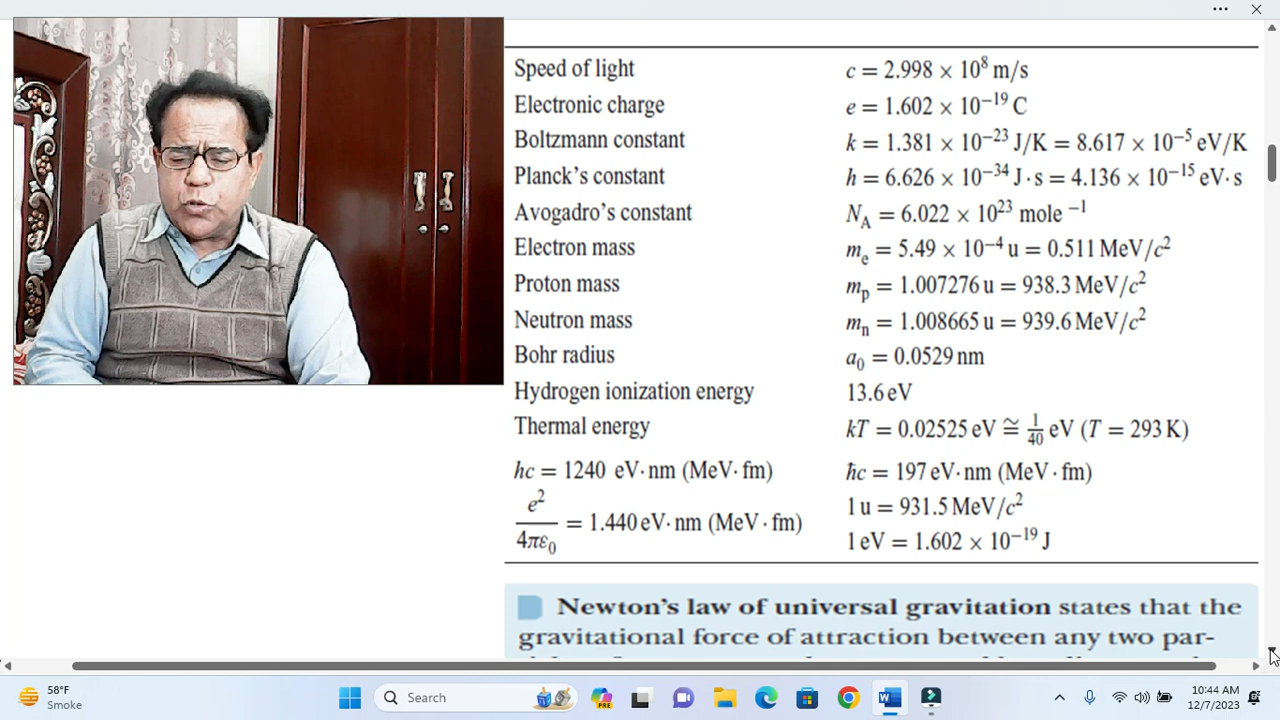 Speed of light c = 2.998 × 10⁸ m/s
Electronic charge e = 1.602 × 10⁻¹⁹ C
Boltzmann constant k = 1.381 × 10⁻²³ J/K = 8.617 × 10⁻⁵ eV/K
Planck's constant h = 6.626 × 10⁻³⁴ J·s = 4.136 × 10⁻¹⁵ eV·s
Avogadro's constant N_A = 6.022 × 10²³ mole ⁻¹
Electron mass mₑ = 5.49 × 10⁻⁴ u = 0.511 MeV/c²
Proton mass mₚ = 1.007276 u = 938.3 MeV/c²
Neutron mass mₙ = 1.008665 u = 939.6 MeV/c²
Bohr radius a₀ = 0.0529 nm
Hydrogen ionization energy 13.6 eV
Thermal energy kT = 0.02525 eV ≅ 1/40 eV (T = 293 K)
hc = 1240 eV·nm (MeV·fm) ħc = 197 eV·nm (MeV·fm)
e²/4πε₀ = 1.440 eV·nm (MeV·fm) 1 u = 931.5 MeV/c²
1 eV = 1.602 × 10⁻¹⁹ J
Newton's law of universal gravitation states that the
gravitational force of attraction between any two par-
58°F
Smoke
Search
PRE
10:44 AM
12/7/2023